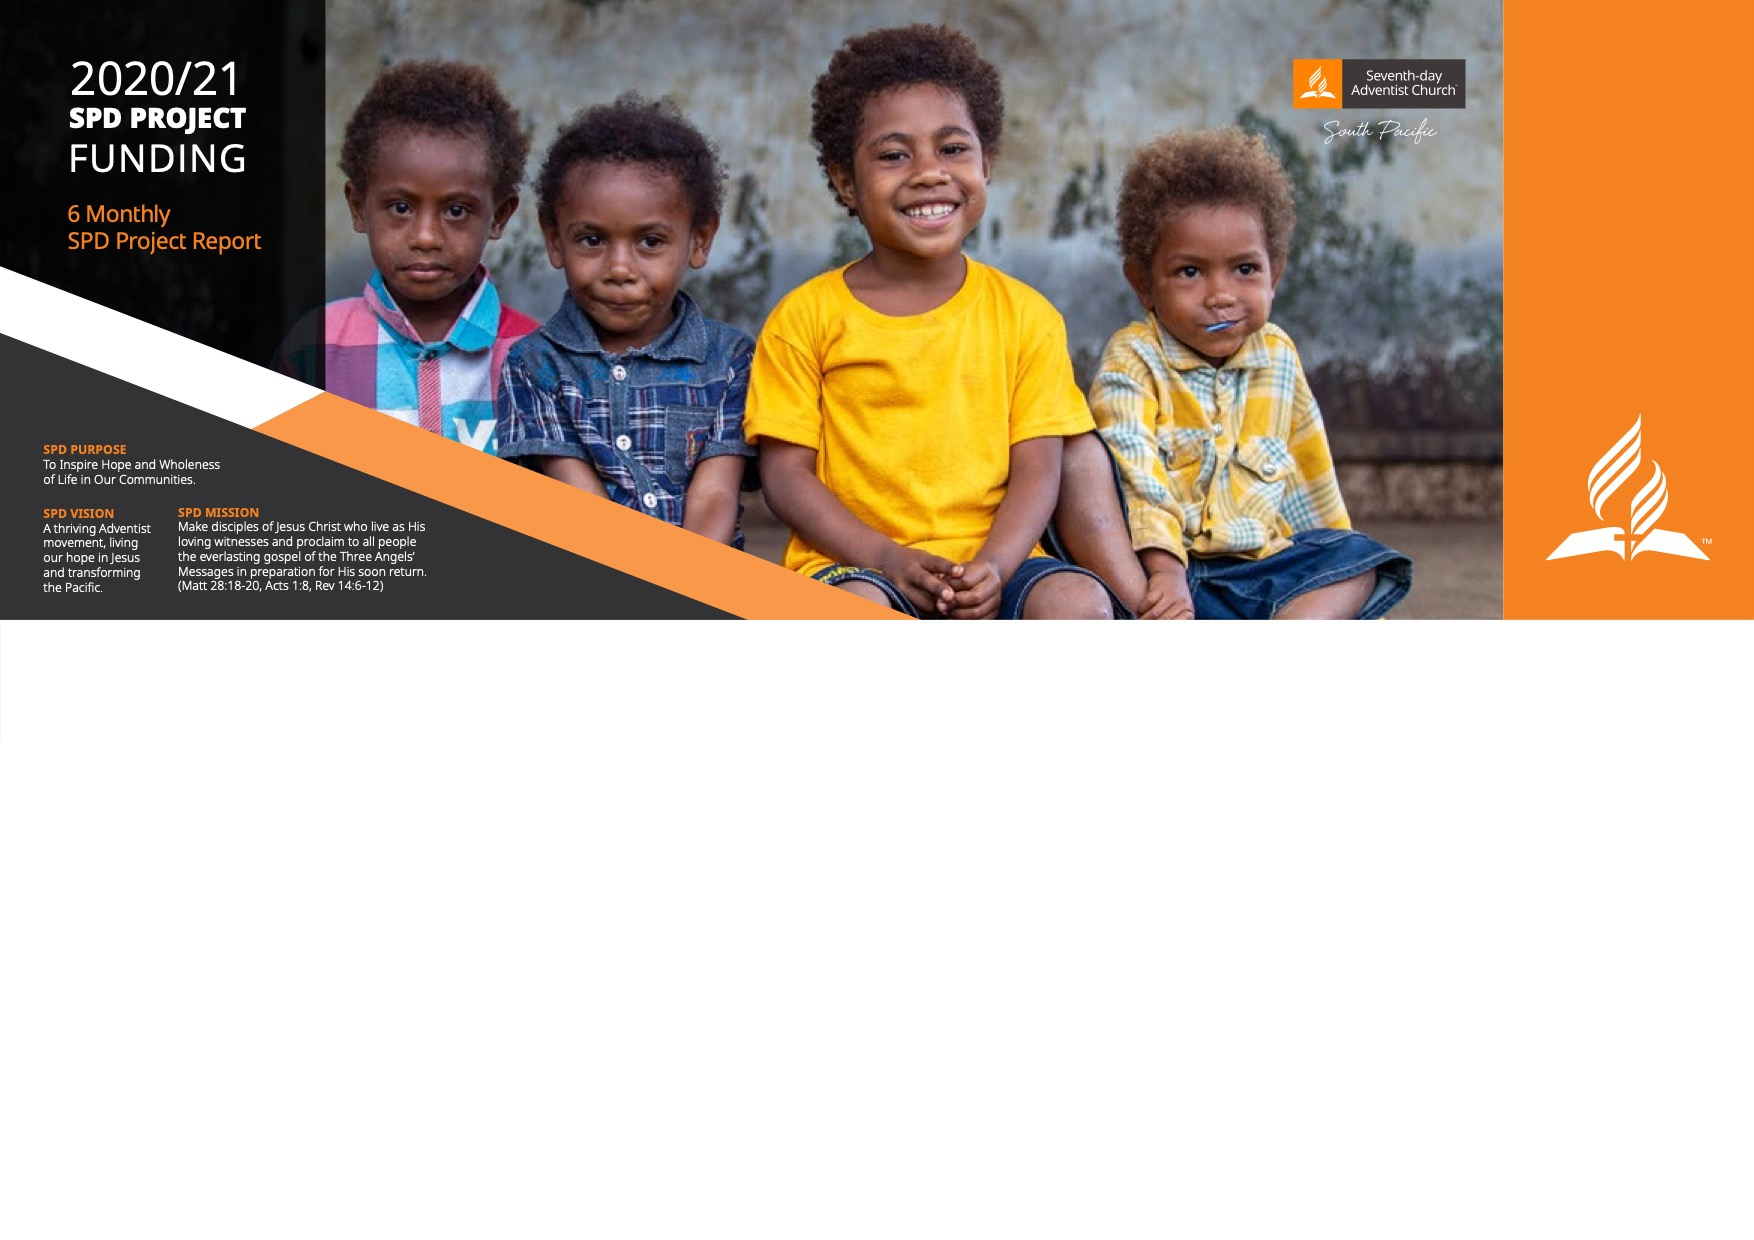 2020/21
SPD PROJECT
FUNDING
6 Monthly
SPD Project Report
Seventh-day
Adventist Church
South Pacific
SPD PURPOSE
To Inspire Hope and Wholeness
of Life in Our Communities.
SPD VISION
A thriving Adventist
movement, living
our hope in Jesus
and transforming
the Pacific.
SPD MISSION
Make disciples of Jesus Christ who live as His
loving witnesses and proclaim to all people
the everlasting gospel of the Three Angels’
Messages in preparation for His soon return.
(Matt 28:18-20, Acts 1:8, Rev 14:6-12)
TM